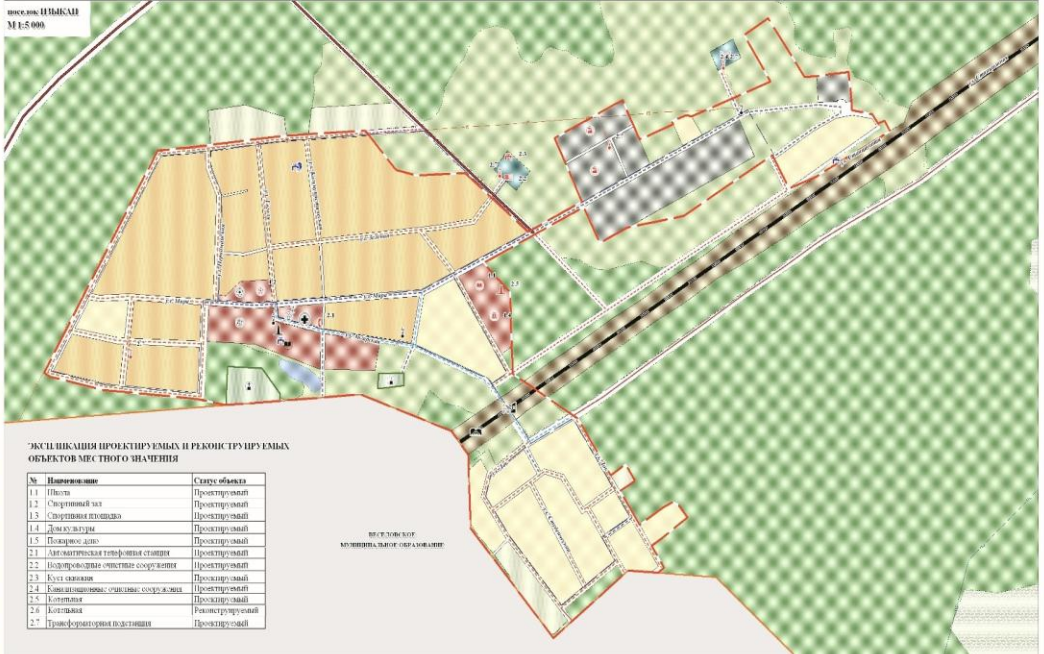 поселок ИЗЫКАН
М 1:5 000
ЭКСПЛИКАЦИЯ ПРОЕКТИРУЕМЫХ И РЕКОНСТРУИРУЕМЫХ
ОБЪЕКТОВ МЕСТНОГО ЗНАЧЕНИЯ
№ Наименование Статус объекта
1.1 Школа Проектируемый
1.2 Спортивный зал Проектируемый
1.3 Спортивная площадка Проектируемый
1.4 Дом культуры Проектируемый
1.5 Пожарное депо Проектируемый
2.1 Автоматическая телефонная станция Проектируемый
2.2 Водопроводные очистные сооружения Проектируемый
2.3 Куст скважин Проектируемый
2.4 Канализационные очистные сооружения Проектируемый
2.5 Котельная Проектируемый
2.6 Котельная Реконструируемый
2.7 Трансформаторная подстанция Проектируемый
ВЕСЕЛОВСКОЕ
МУНИЦИПАЛЬНОЕ ОБРАЗОВАНИЕ